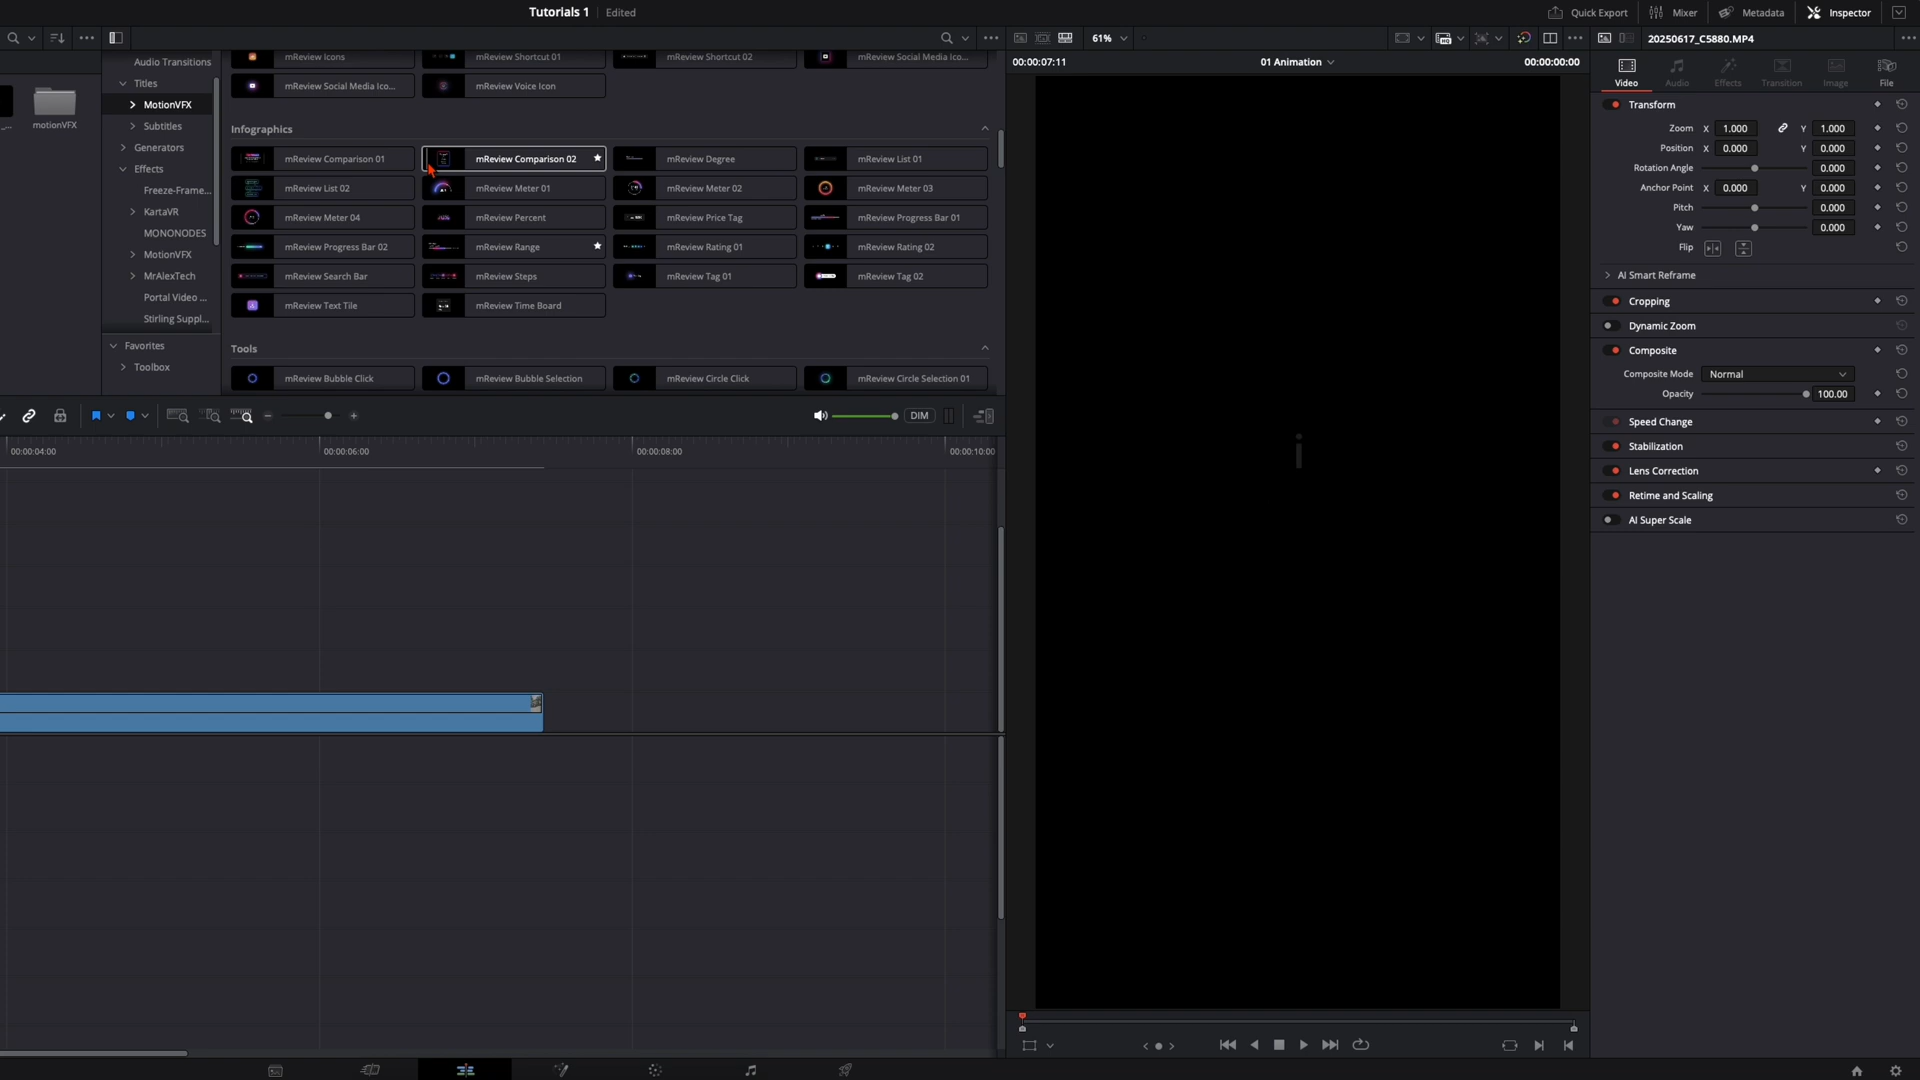 Tutorials 1 Edited
Quick Export Mixer Metadata Inspector
61%
20250617_C5880.MP4
00:00:07:11 01 Animation 00:00:00:00
motionVFX
Audio Transitions
Titles
MotionVFX
Subtitles
Generators
Effects
Freeze-Frame...
KartaVR
MONONODES
MotionVFX
MrAlexTech
Portal Video ...
Stirling Suppl...
Favorites
Toolbox
mReview Icons mReview Shortcut 01 mReview Shortcut 02 mReview Social Media Ico...
mReview Social Media Ico... mReview Voice Icon
Infographics
mReview Comparison 01 mReview Comparison 02 mReview Degree mReview List 01
mReview List 02 mReview Meter 01 mReview Meter 02 mReview Meter 03
mReview Meter 04 mReview Percent mReview Price Tag mReview Progress Bar 01
mReview Progress Bar 02 mReview Range mReview Rating 01 mReview Rating 02
mReview Search Bar mReview Steps mReview Tag 01 mReview Tag 02
mReview Text Tile mReview Time Board
Tools
mReview Bubble Click mReview Bubble Selection mReview Circle Click mReview Circle Selection 01
DIM
00:00:04:00 00:00:06:00 00:00:08:00 00:00:10:00
i
Video Audio Effects Transition Image File
Transform
Zoom X 1.000 Y 1.000
Position X 0.000 Y 0.000
Rotation Angle 0.000
Anchor Point X 0.000 Y 0.000
Pitch 0.000
Yaw 0.000
Flip
AI Smart Reframe
Cropping
Dynamic Zoom
Composite
Composite Mode Normal
Opacity 100.00
Speed Change
Stabilization
Lens Correction
Retime and Scaling
AI Super Scale